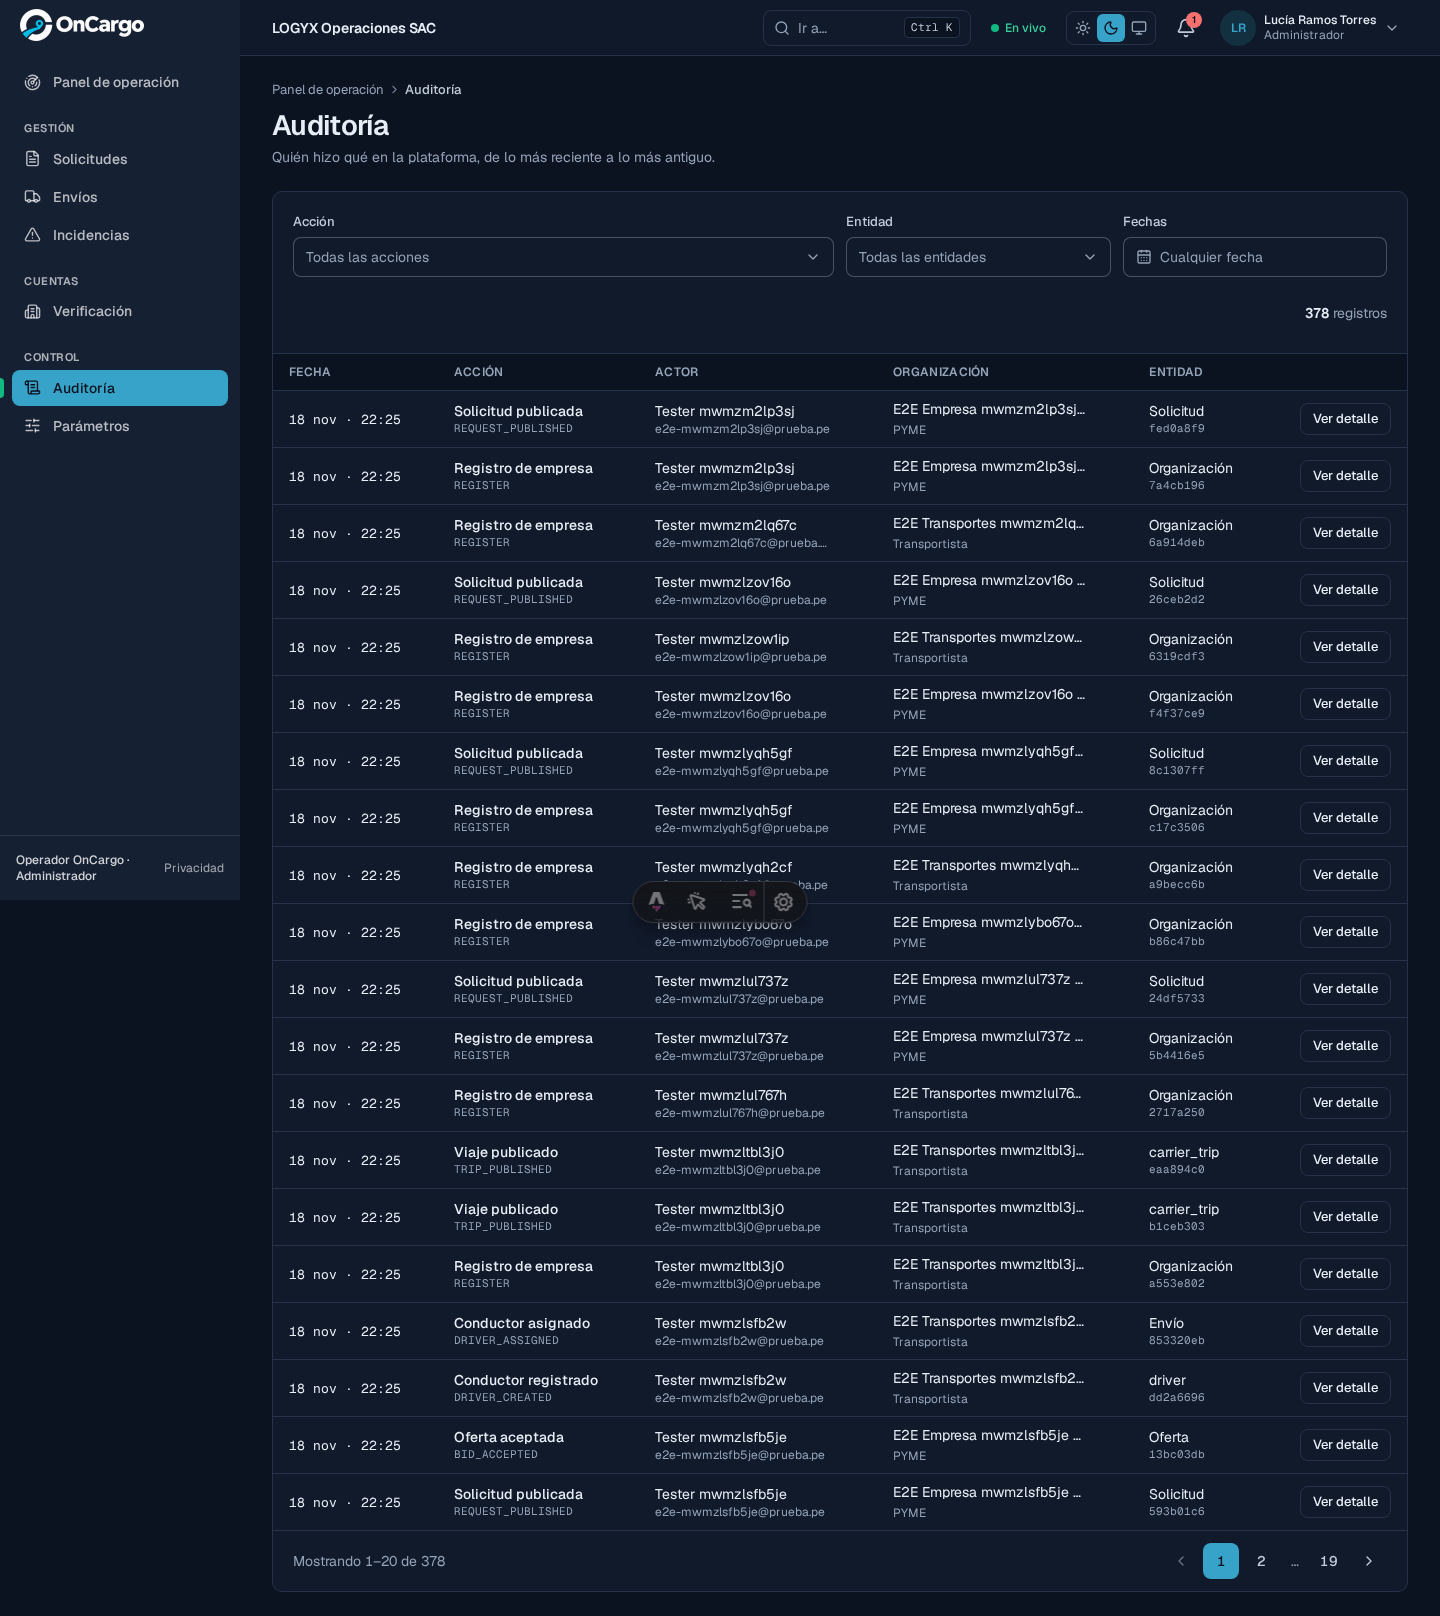 OnCargo
LOGYX Operaciones SAC
Ir a...
Ctrl K
En vivo
1
LR
Lucía Ramos Torres
Administrador
Panel de operación
GESTIÓN
Solicitudes
Envíos
Incidencias
CUENTAS
Verificación
CONTROL
Auditoría
Parámetros
Operador OnCargo · Administrador
Privacidad
Panel de operación > Auditoría
Auditoría
Quién hizo qué en la plataforma, de lo más reciente a lo más antiguo.
Acción Entidad Fechas
Todas las acciones Todas las entidades Cualquier fecha
378 registros
FECHA ACCIÓN ACTOR ORGANIZACIÓN ENTIDAD
18 nov · 22:25 Solicitud publicada Tester mwmzm2lp3sj E2E Empresa mwmzm2lp3sj... Solicitud Ver detalle
REQUEST_PUBLISHED e2e-mwmzm2lp3sj@prueba.pe PYME fed0a8f9
18 nov · 22:25 Registro de empresa Tester mwmzm2lp3sj E2E Empresa mwmzm2lp3sj... Organización Ver detalle
REGISTER e2e-mwmzm2lp3sj@prueba.pe PYME 7a4cb196
18 nov · 22:25 Registro de empresa Tester mwmzm2lq67c E2E Transportes mwmzm2lq... Organización Ver detalle
REGISTER e2e-mwmzm2lq67c@prueba.... Transportista 6a914deb
18 nov · 22:25 Solicitud publicada Tester mwmzlzov16o E2E Empresa mwmzlzov16o ... Solicitud Ver detalle
REQUEST_PUBLISHED e2e-mwmzlzov16o@prueba.pe PYME 26ceb2d2
18 nov · 22:25 Registro de empresa Tester mwmzlzow1ip E2E Transportes mwmzlzow... Organización Ver detalle
REGISTER e2e-mwmzlzow1ip@prueba.pe Transportista 6319cdf3
18 nov · 22:25 Registro de empresa Tester mwmzlzov16o E2E Empresa mwmzlzov16o ... Organización Ver detalle
REGISTER e2e-mwmzlzov16o@prueba.pe PYME f4f37ce9
18 nov · 22:25 Solicitud publicada Tester mwmzlyqh5gf E2E Empresa mwmzlyqh5gf... Solicitud Ver detalle
REQUEST_PUBLISHED e2e-mwmzlyqh5gf@prueba.pe PYME 8c1307ff
18 nov · 22:25 Registro de empresa Tester mwmzlyqh5gf E2E Empresa mwmzlyqh5gf... Organización Ver detalle
REGISTER e2e-mwmzlyqh5gf@prueba.pe PYME c17c3506
18 nov · 22:25 Registro de empresa Tester mwmzlyqh2cf E2E Transportes mwmzlyqh... Organización Ver detalle
REGISTER Transportista a9becc6b
18 nov · 22:25 Registro de empresa Tester mwmzlybo67o E2E Empresa mwmzlybo67o... Organización Ver detalle
REGISTER e2e-mwmzlybo67o@prueba.pe PYME b86c47bb
18 nov · 22:25 Solicitud publicada Tester mwmzlul737z E2E Empresa mwmzlul737z ... Solicitud Ver detalle
REQUEST_PUBLISHED e2e-mwmzlul737z@prueba.pe PYME 24df5733
18 nov · 22:25 Registro de empresa Tester mwmzlul737z E2E Empresa mwmzlul737z ... Organización Ver detalle
REGISTER e2e-mwmzlul737z@prueba.pe PYME 5b4416e5
18 nov · 22:25 Registro de empresa Tester mwmzlul767h E2E Transportes mwmzlul76... Organización Ver detalle
REGISTER e2e-mwmzlul767h@prueba.pe Transportista 2717a250
18 nov · 22:25 Viaje publicado Tester mwmzltbl3j0 E2E Transportes mwmzltbl3j... carrier_trip Ver detalle
TRIP_PUBLISHED e2e-mwmzltbl3j0@prueba.pe Transportista eaa894c0
18 nov · 22:25 Viaje publicado Tester mwmzltbl3j0 E2E Transportes mwmzltbl3j... carrier_trip Ver detalle
TRIP_PUBLISHED e2e-mwmzltbl3j0@prueba.pe Transportista b1ceb303
18 nov · 22:25 Registro de empresa Tester mwmzltbl3j0 E2E Transportes mwmzltbl3j... Organización Ver detalle
REGISTER e2e-mwmzltbl3j0@prueba.pe Transportista a553e802
18 nov · 22:25 Conductor asignado Tester mwmzlsfb2w E2E Transportes mwmzlsfb2... Envío Ver detalle
DRIVER_ASSIGNED e2e-mwmzlsfb2w@prueba.pe Transportista 853320eb
18 nov · 22:25 Conductor registrado Tester mwmzlsfb2w E2E Transportes mwmzlsfb2... driver Ver detalle
DRIVER_CREATED e2e-mwmzlsfb2w@prueba.pe Transportista dd2a6696
18 nov · 22:25 Oferta aceptada Tester mwmzlsfb5je E2E Empresa mwmzlsfb5je ... Oferta Ver detalle
BID_ACCEPTED e2e-mwmzlsfb5je@prueba.pe PYME 13bc03db
18 nov · 22:25 Solicitud publicada Tester mwmzlsfb5je E2E Empresa mwmzlsfb5je ... Solicitud Ver detalle
REQUEST_PUBLISHED e2e-mwmzlsfb5je@prueba.pe PYME 593b01c6
Mostrando 1–20 de 378
1 2 ... 19